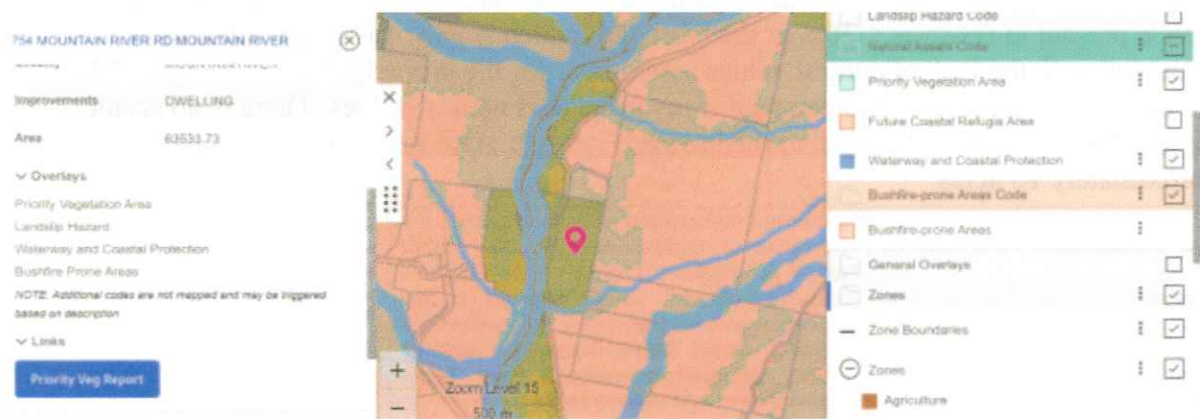 754 MOUNTAIN RIVER RD MOUNTAIN RIVER
MOUNTAIN RIVER
Improvements DWELLING
Area 63533.73
Overlays
Priority Vegetation Area
Landslip Hazard
Waterway and Coastal Protection
Bushfire Prone Areas
NOTE: Additional codes are not mapped and may be triggered
based on description
Links
Priority Veg Report
Zoom Level 15
500 m
Landslip Hazard Code
Natural Assets Code
Priority Vegetation Area
Future Coastal Refugia Area
Waterway and Coastal Protection
Bushfire-prone Areas Code
Bushfire-prone Areas
General Overlays
Zones
Zone Boundaries
Zones
Agriculture